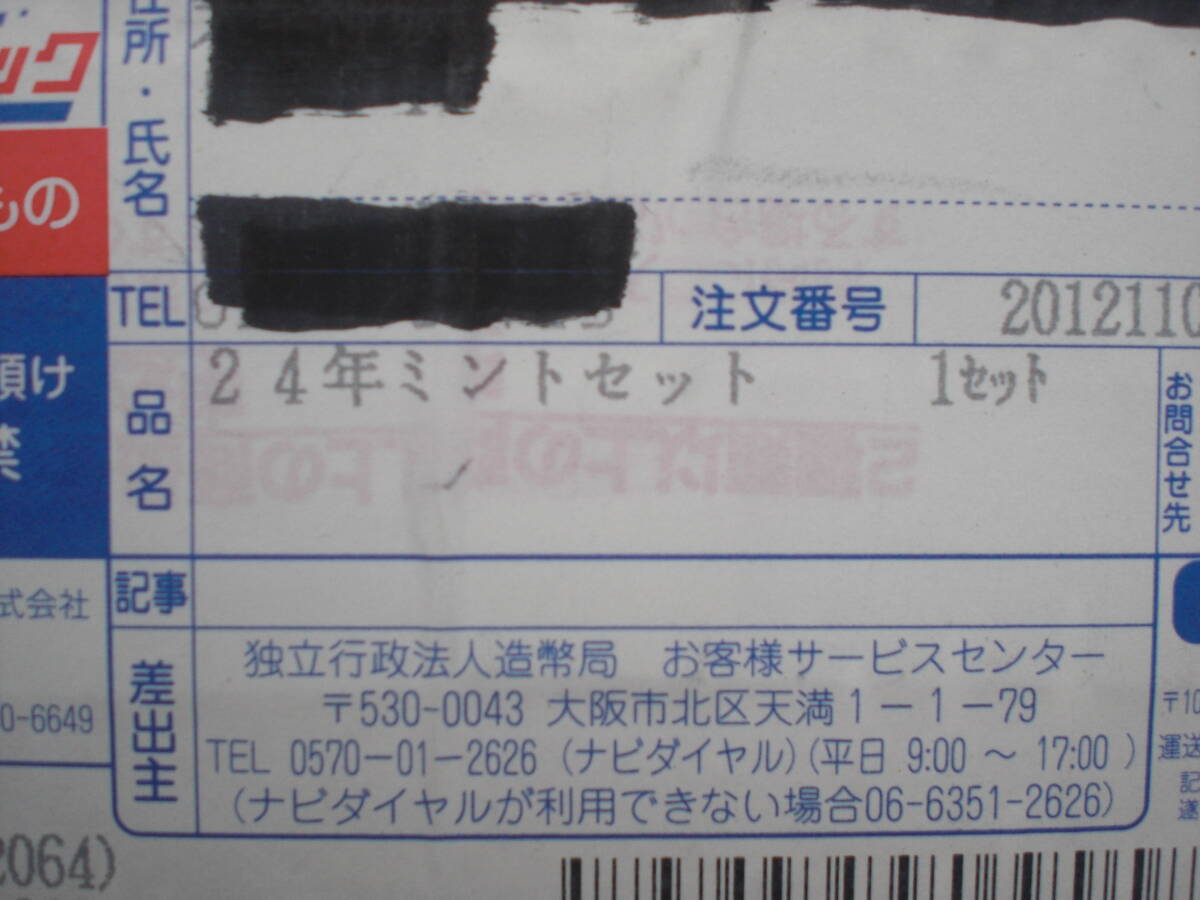 ック
もの
頃け
住所・氏名
TEL
注文番号 2012110
品名
24年ミントセット 1セット
お問合せ先
記事
式会社
0-6649
差出主
独立行政法人造幣局 お客様サービスセンター
〒530-0043 大阪市北区天満1-1-79
TEL 0570-01-2626 (ナビダイヤル)(平日 9:00 ~ 17:00 )
(ナビダイヤルが利用できない場合06-6351-2626)
〒10
運送
記
遂
2064)